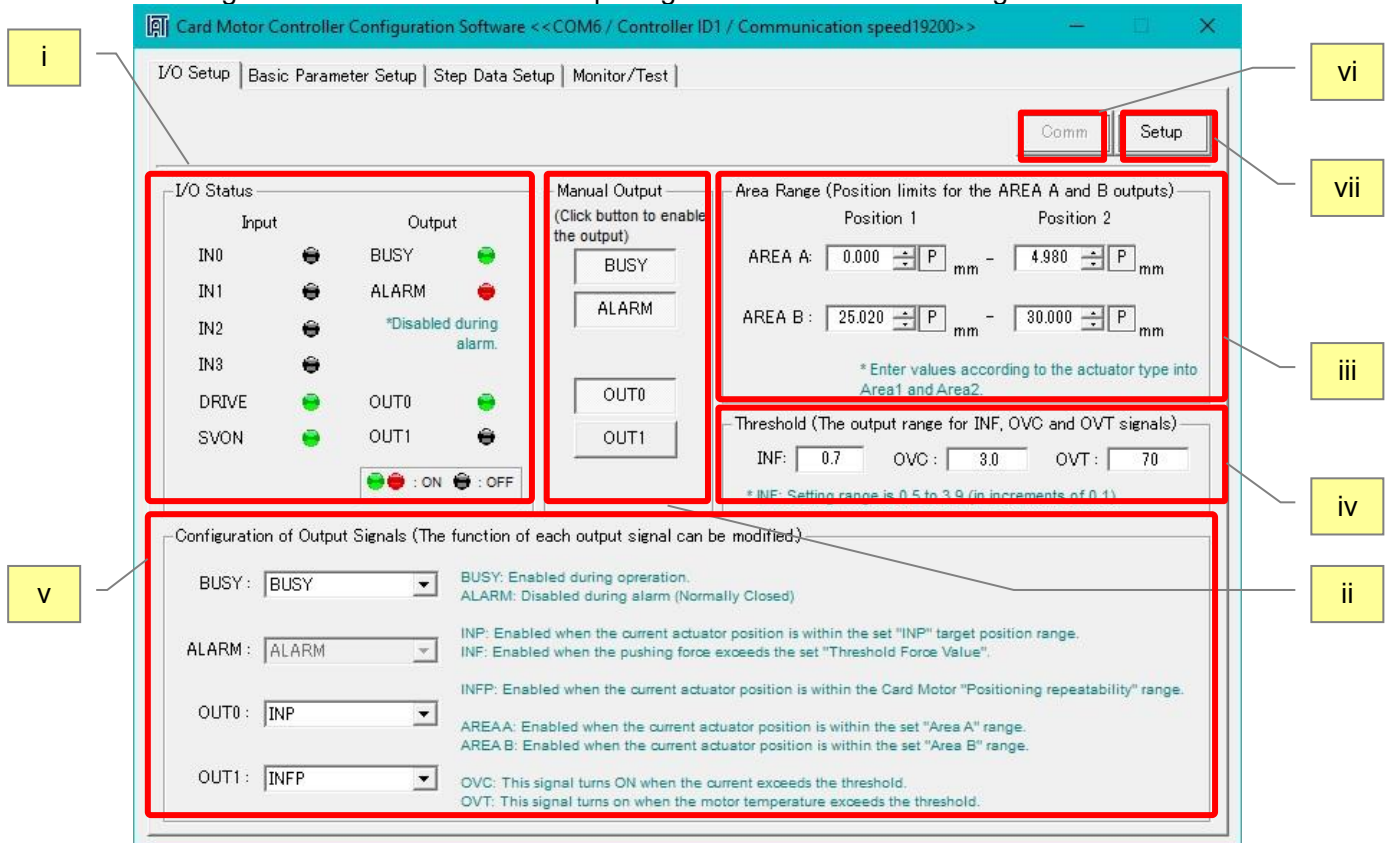 Card Motor Controller Configuration Software <<COM6 / Controller ID1 / Communication speed19200>>
i
I/O Setup
Basic Parameter Setup
Step Data Setup
Monitor/Test
vi
Comm
Setup
vii
I/O Status
Input
Output
IN0
BUSY
IN1
ALARM
IN2
*Disabled during
alarm.
IN3
DRIVE
OUT0
SVON
OUT1
: ON
: OFF
Manual Output
(Click button to enable
the output)
BUSY
ALARM
OUT0
OUT1
Area Range (Position limits for the AREA A and B outputs)
Position 1
Position 2
AREA A: 0.000 P mm - 4.980 P mm
AREA B : 25.020 P mm - 30.000 P mm
* Enter values according to the actuator type into
Area1 and Area2.
iii
Threshold (The output range for INF, OVC and OVT signals)
INF: 0.7 OVC : 3.0 OVT : 70
* INF: Setting range is 0.5 to 3.9 (in increments of 0.1)
iv
Configuration of Output Signals (The function of each output signal can be modified.)
v
ii
BUSY : BUSY
BUSY: Enabled during opreration.
ALARM: Disabled during alarm (Normally Closed)
ALARM : ALARM
INP: Enabled when the current actuator position is within the set "INP" target position range.
INF: Enabled when the pushing force exceeds the set "Threshold Force Value".
INFP: Enabled when the current actuator position is within the Card Motor "Positioning repeatability" range.
OUT0 : INP
AREAA: Enabled when the current actuator position is within the set "Area A" range.
AREA B: Enabled when the current actuator position is within the set "Area B" range.
OUT1 : INFP
OVC: This signal turns ON when the current exceeds the threshold.
OVT: This signal turns on when the motor temperature exceeds the threshold.